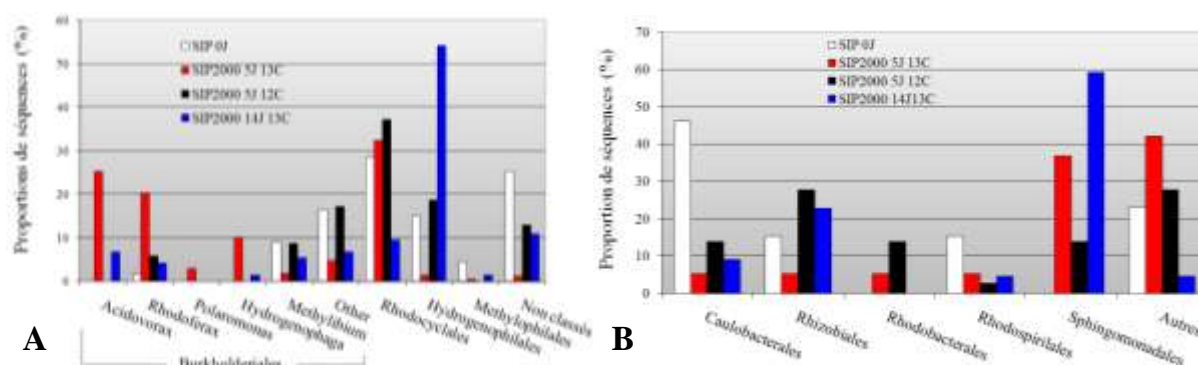 Proportions de séquences (%)
60
50
40
30
20
10
0
SIP 0J
SIP2000 5J 13C
SIP2000 5J 12C
SIP2000 14J 13C
Acidovorax
Rhodoferax
Polaromonas
Hydrogenophaga
Methylibium
Other
Rhodocyclales
Hydrogenophilales
Methylophilales
Non classés
Burkholderiales
A
Proportion de séquences (%)
70
60
50
40
30
20
10
0
SIP 0J
SIP2000 5J 13C
SIP2000 5J 12C
SIP2000 14J13C
Caulobacterales
Rhizobiales
Rhodobacterales
Rhodospirilales
Sphingomonadales
Autres
B